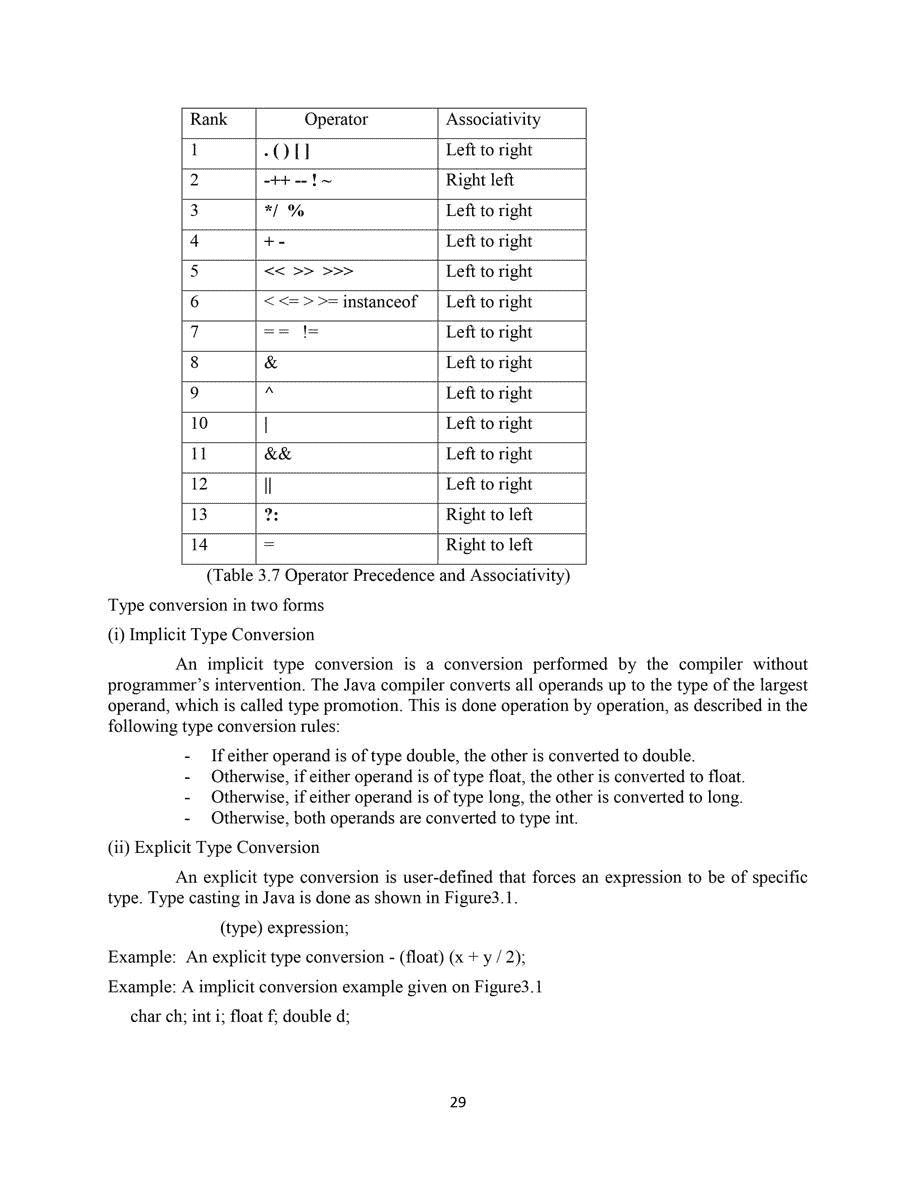 Rank Operator Associativity
1 . ( ) [ ] Left to right
2 -++ -- ! ~ Right left
3 */ % Left to right
4 + - Left to right
5 << >> >>> Left to right
6 < <= > >= instanceof Left to right
7 = = != Left to right
8 & Left to right
9 ^ Left to right
10 | Left to right
11 && Left to right
12 || Left to right
13 ?: Right to left
14 = Right to left
(Table 3.7 Operator Precedence and Associativity)
Type conversion in two forms
(i) Implicit Type Conversion
An implicit type conversion is a conversion performed by the compiler without
programmer’s intervention. The Java compiler converts all operands up to the type of the largest
operand, which is called type promotion. This is done operation by operation, as described in the
following type conversion rules:
- If either operand is of type double, the other is converted to double.
- Otherwise, if either operand is of type float, the other is converted to float.
- Otherwise, if either operand is of type long, the other is converted to long.
- Otherwise, both operands are converted to type int.
(ii) Explicit Type Conversion
An explicit type conversion is user-defined that forces an expression to be of specific
type. Type casting in Java is done as shown in Figure3.1.
(type) expression;
Example: An explicit type conversion - (float) (x + y / 2);
Example: A implicit conversion example given on Figure3.1
char ch; int i; float f; double d;
29